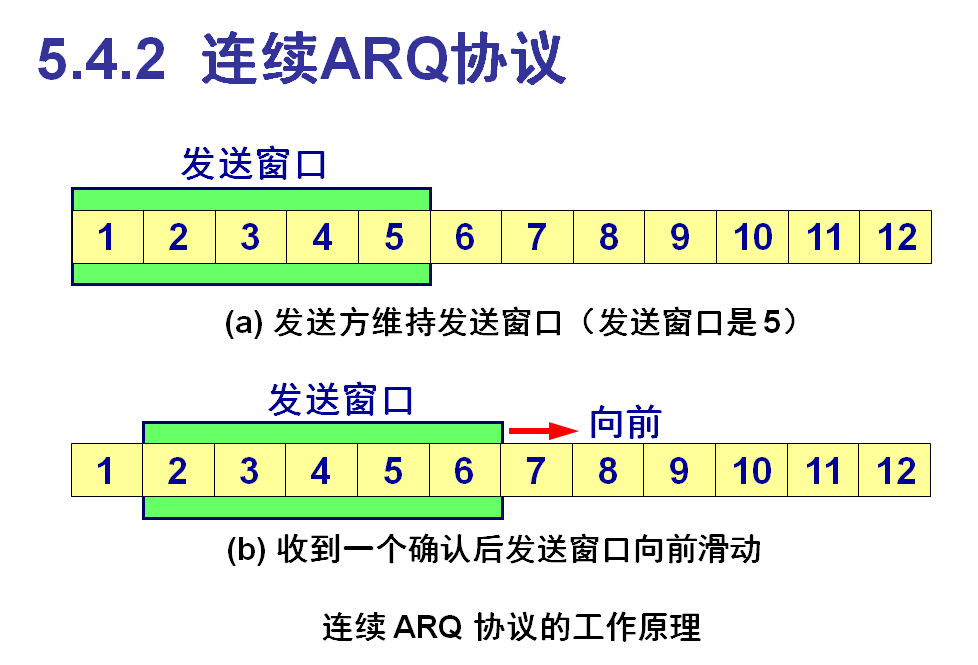 5.4.2 连续ARQ协议
发送窗口
1 2 3 4 5 6 7 8 9 10 11 12
(a) 发送方维持发送窗口（发送窗口是 5）
发送窗口
向前
1 2 3 4 5 6 7 8 9 10 11 12
(b) 收到一个确认后发送窗口向前滑动
连续 ARQ 协议的工作原理